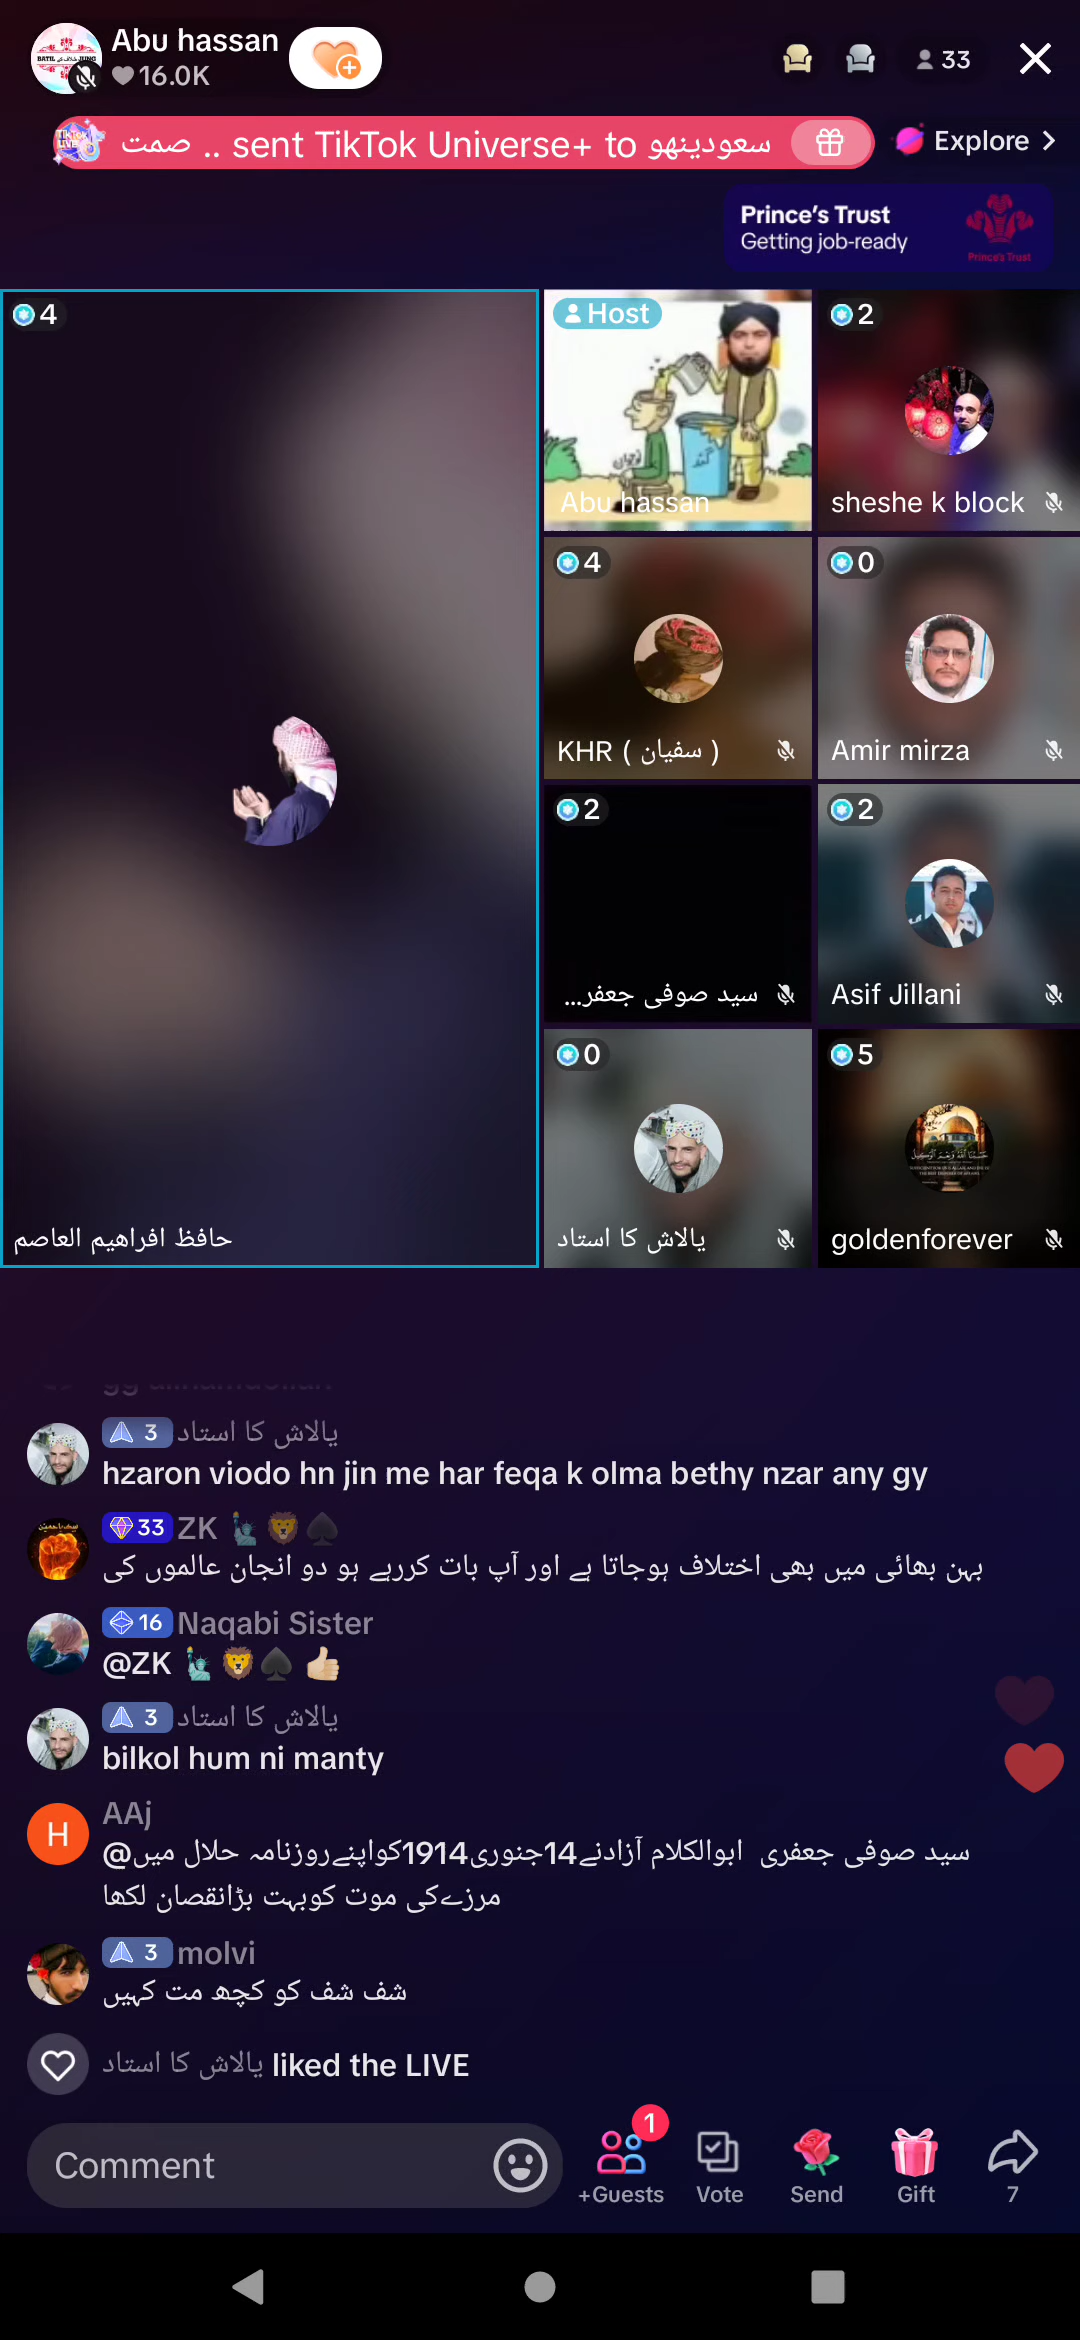 Abu hassan
16.0K
33
صمت .. sent TikTok Universe+ to سعودينهو
Explore
Prince's Trust
Getting job-ready
Prince's Trust
4
Host
نوجوان
گند
Abu hassan
2
sheshe k block
4
KHR ( سفیان )
0
Amir mirza
2
سید صوفی جعفر...
2
Asif Jillani
حافظ افراھیم العاصم
0
یالاش کا استاد
5
goldenforever
3 یالاش کا استاد
hzaron viodo hn jin me har feqa k olma bethy nzar any gy
33 ZK 🗽🦁♠️
بہن بھائی میں بھی اختلاف ہوجاتا ہے اور آپ بات کررہے ہو دو انجان عالموں کی
16 Naqabi Sister
@ZK 🗽🦁♠️ 👍🏼
3 یالاش کا استاد
bilkol hum ni manty
H
AAj
@سید صوفی جعفری ابوالکلام آزادنے14جنوری1914کواپنےروزنامہ حلال میں
مرزےکی موت کوبہت بڑانقصان لکھا
3 molvi
شف شف کو کچھ مت کہیں
یالاش کا استاد liked the LIVE
Comment
1
+Guests
Vote
Send
Gift
7